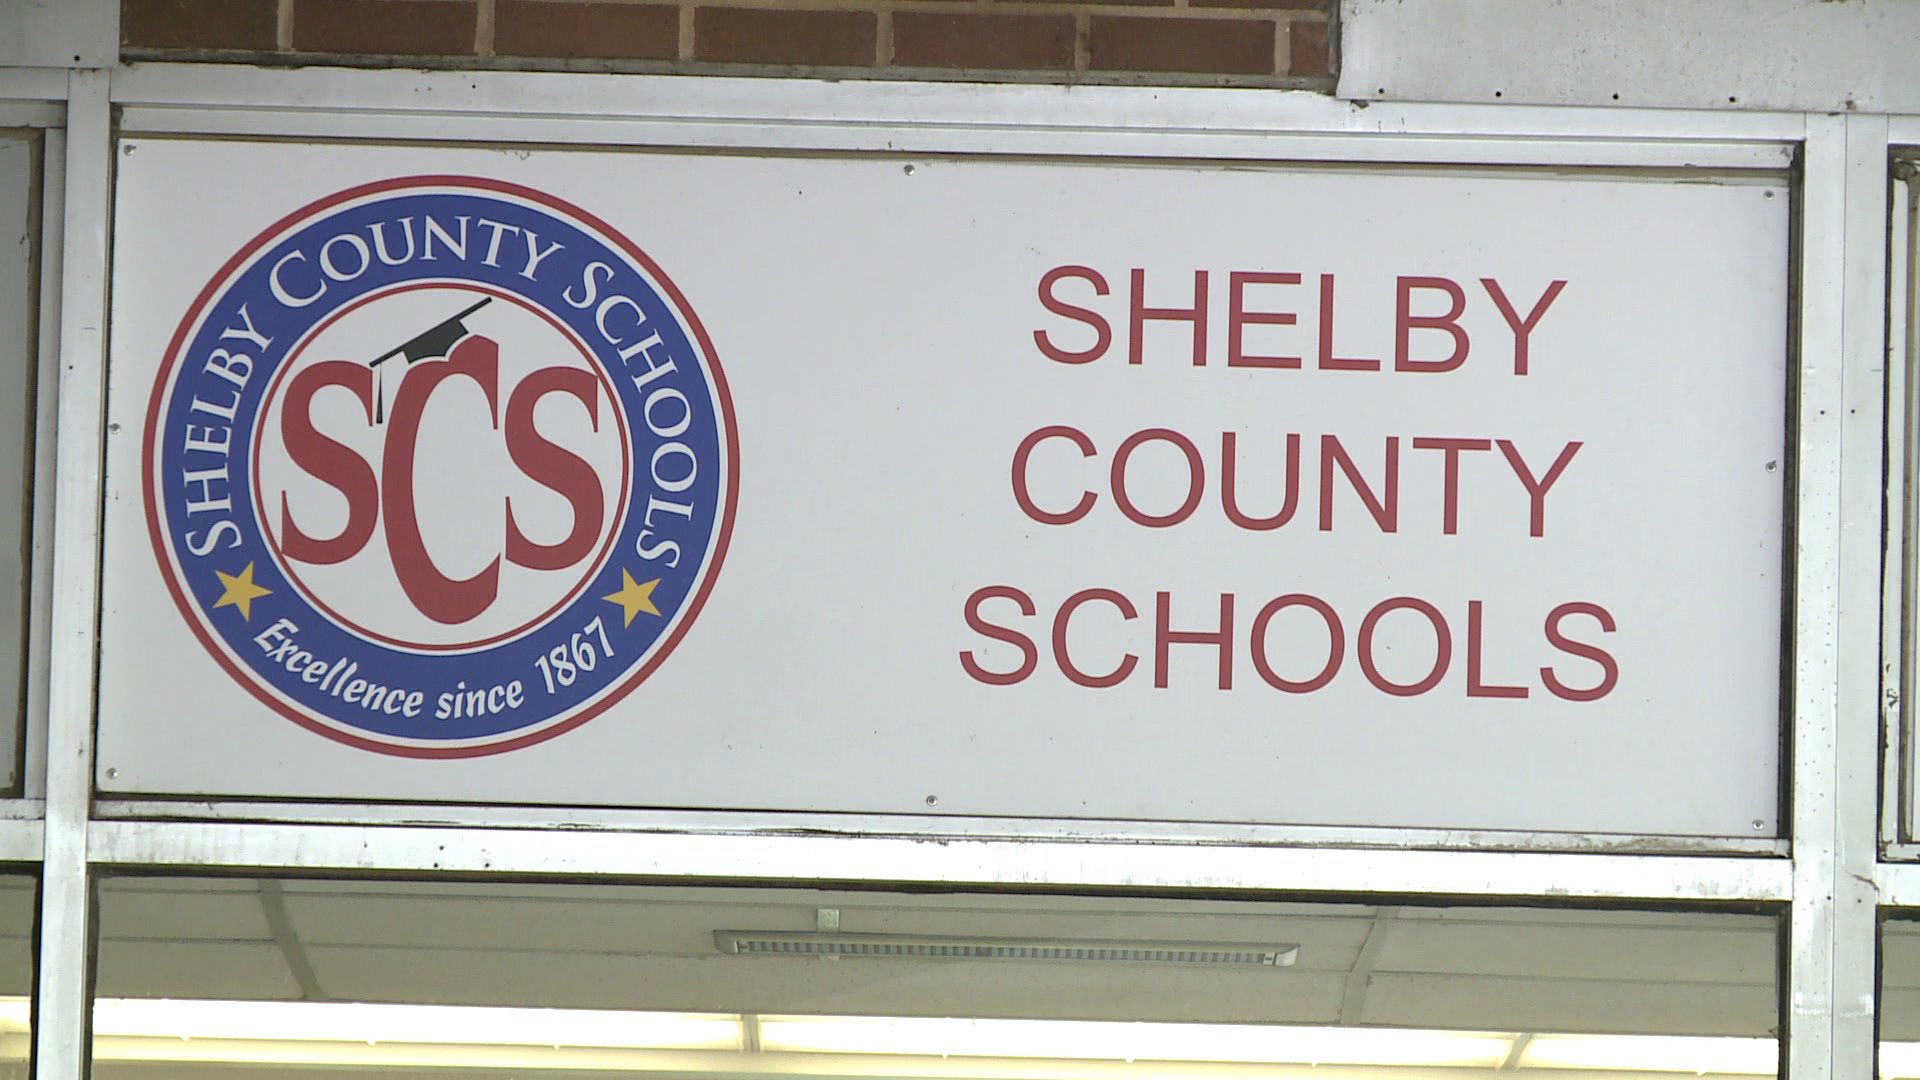 SHELBY COUNTY SCHOOLS
SCS
Excellence since 1867
SHELBY
COUNTY
SCHOOLS